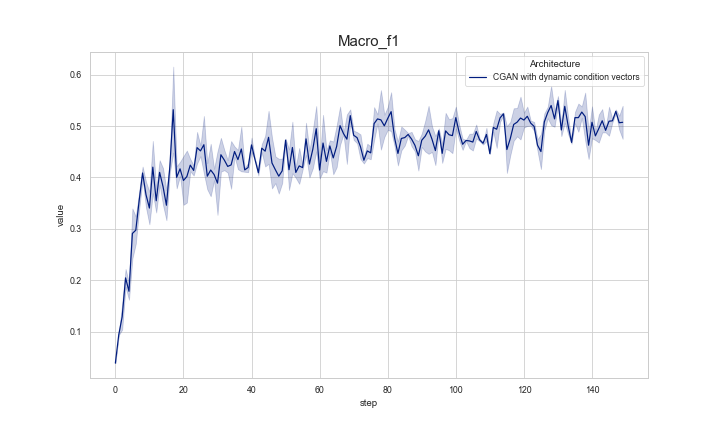 Macro_f1
Architecture
CGAN with dynamic condition vectors
value
0.6
0.5
0.4
0.3
0.2
0.1
0 20 40 60 80 100 120 140
step